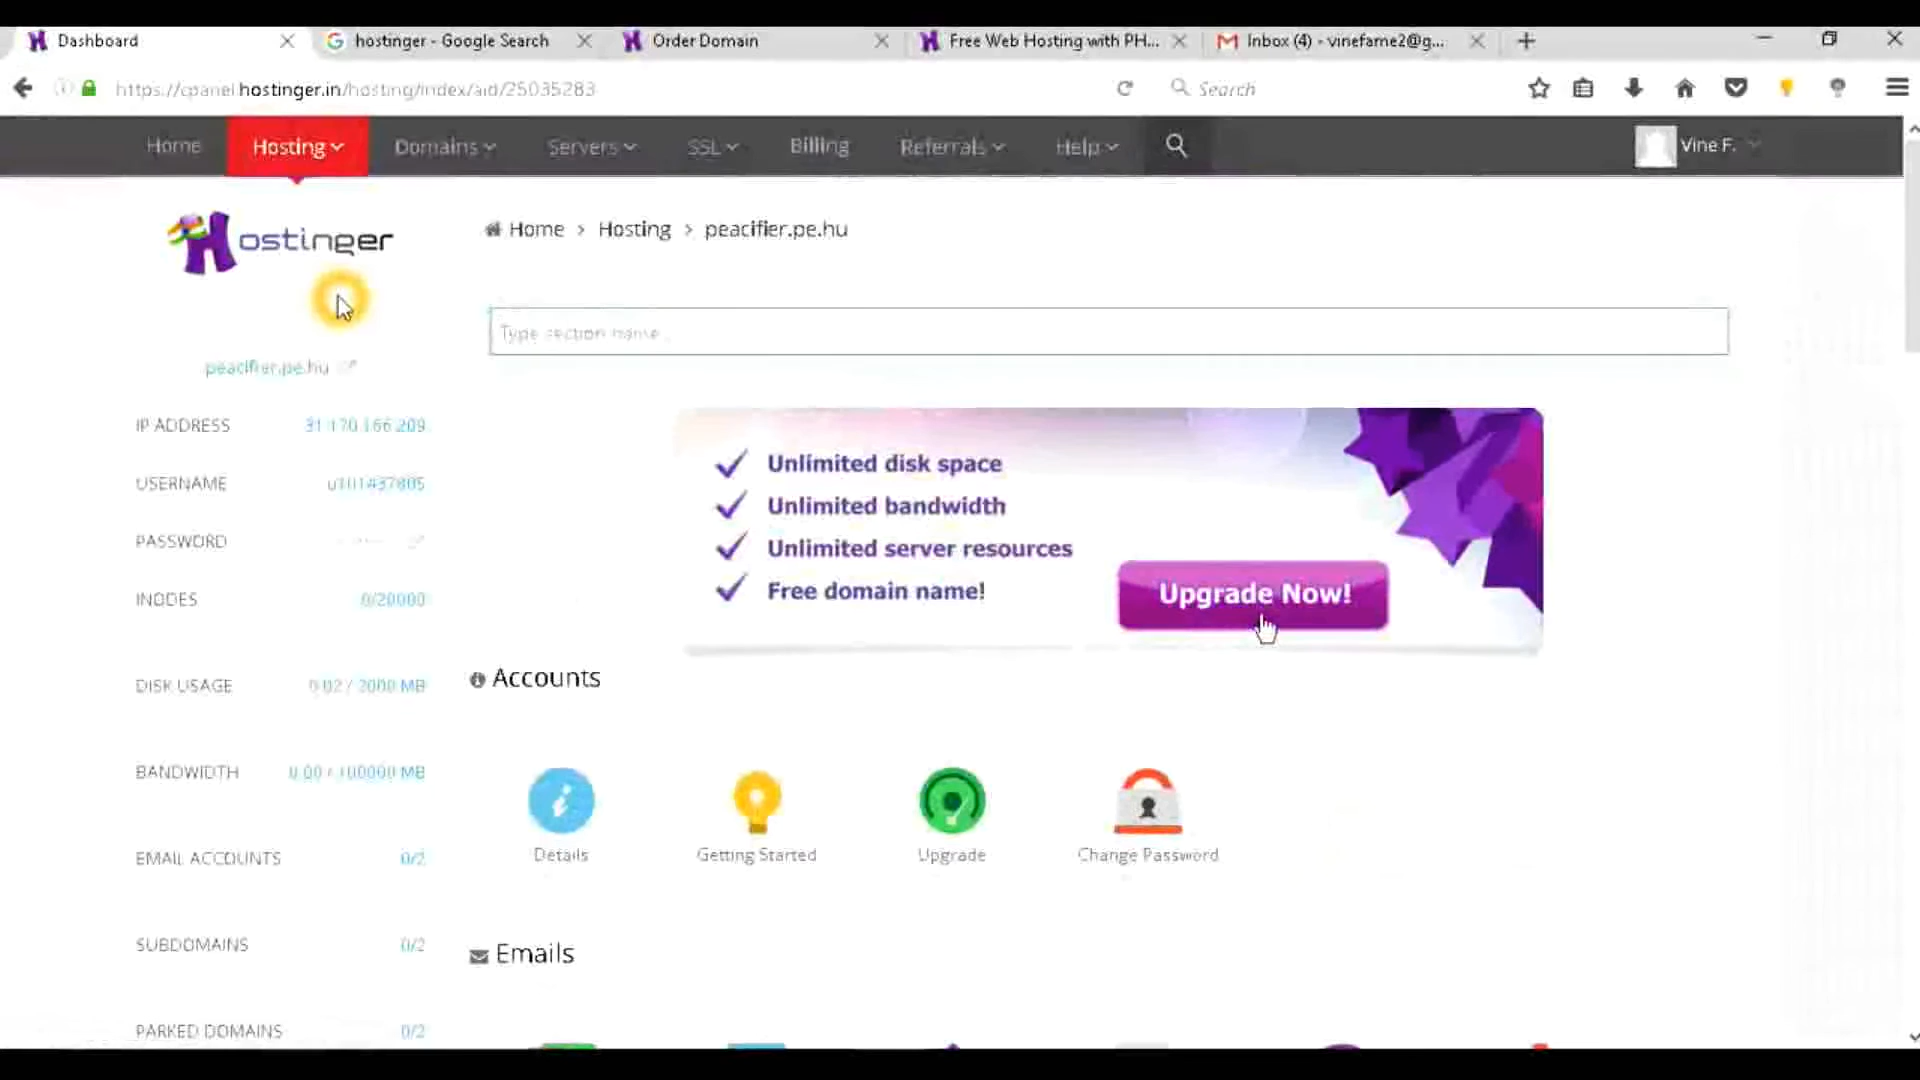 Dashboard
hostinger - Google Search
Order Domain
Free Web Hosting with PH...
Inbox (4) - vinefame2@g...
https://cpanel.hostinger.in/hosting/index/aid/25035283
Search
Home
Hosting
Domains
Servers
SSL
Billing
Referrals
Help
Vine F.
Hostinger
Home > Hosting > peacifier.pe.hu
Type section name..
peacifier.pe.hu
IP ADDRESS 31.170.166.209
USERNAME u101437805
PASSWORD
INODES 0/20000
DISK USAGE 0.02 / 2000 MB
BANDWIDTH 0.00 / 100000 MB
EMAIL ACCOUNTS 0/2
SUBDOMAINS 0/2
PARKED DOMAINS 0/2
Unlimited disk space
Unlimited bandwidth
Unlimited server resources
Free domain name!
Upgrade Now!
Accounts
Details
Getting Started
Upgrade
Change Password
Emails